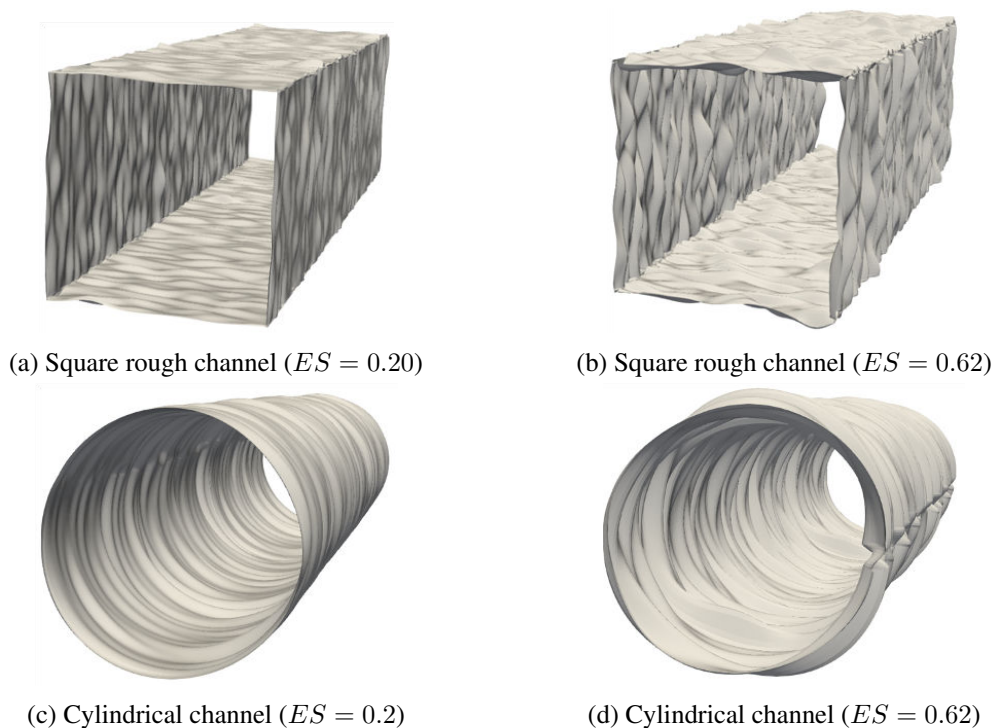 (a) Square rough channel (ES = 0.20)
(b) Square rough channel (ES = 0.62)
(c) Cylindrical channel (ES = 0.2)
(d) Cylindrical channel (ES = 0.62)